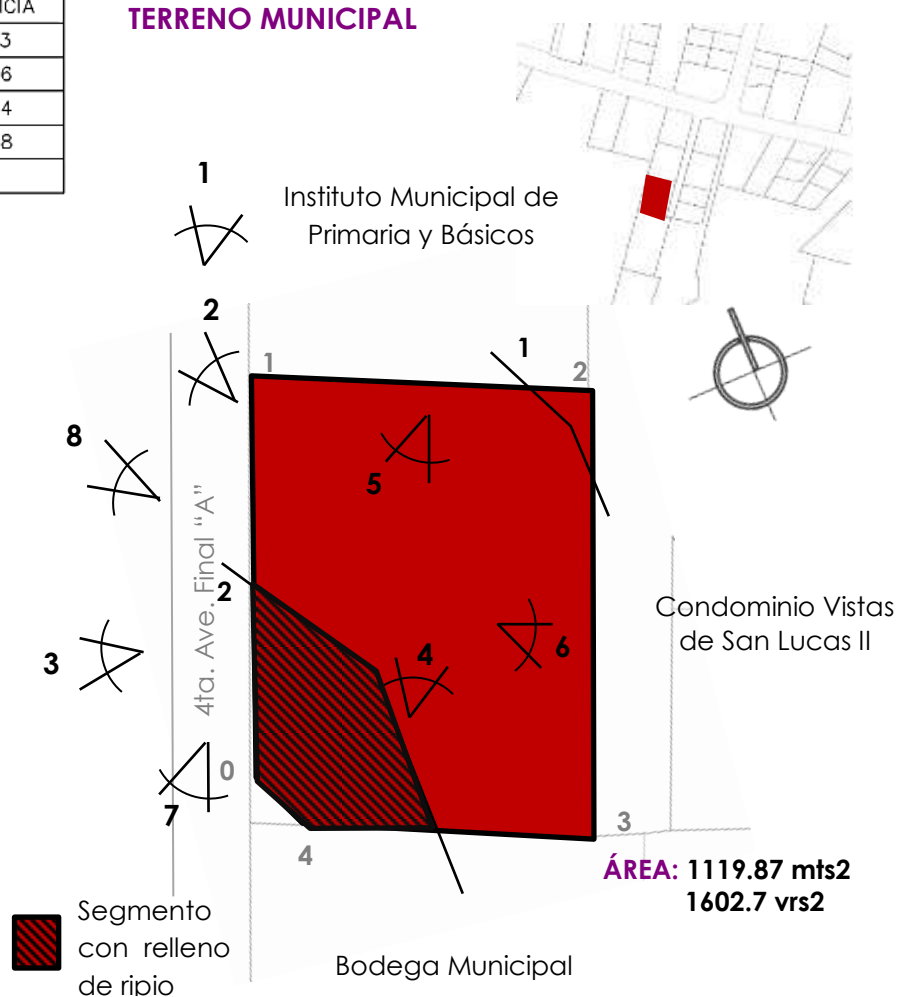 NCIA
3
6
4
8
TERRENO MUNICIPAL
1
Instituto Municipal de
Primaria y Básicos
2
1
1
2
8
5
4ta. Ave. Final “A”
2
Condominio Vistas
de San Lucas II
3
4
6
0
7
3
4
ÁREA: 1119.87 mts2
1602.7 vrs2
Segmento
con relleno
de ripio
Bodega Municipal